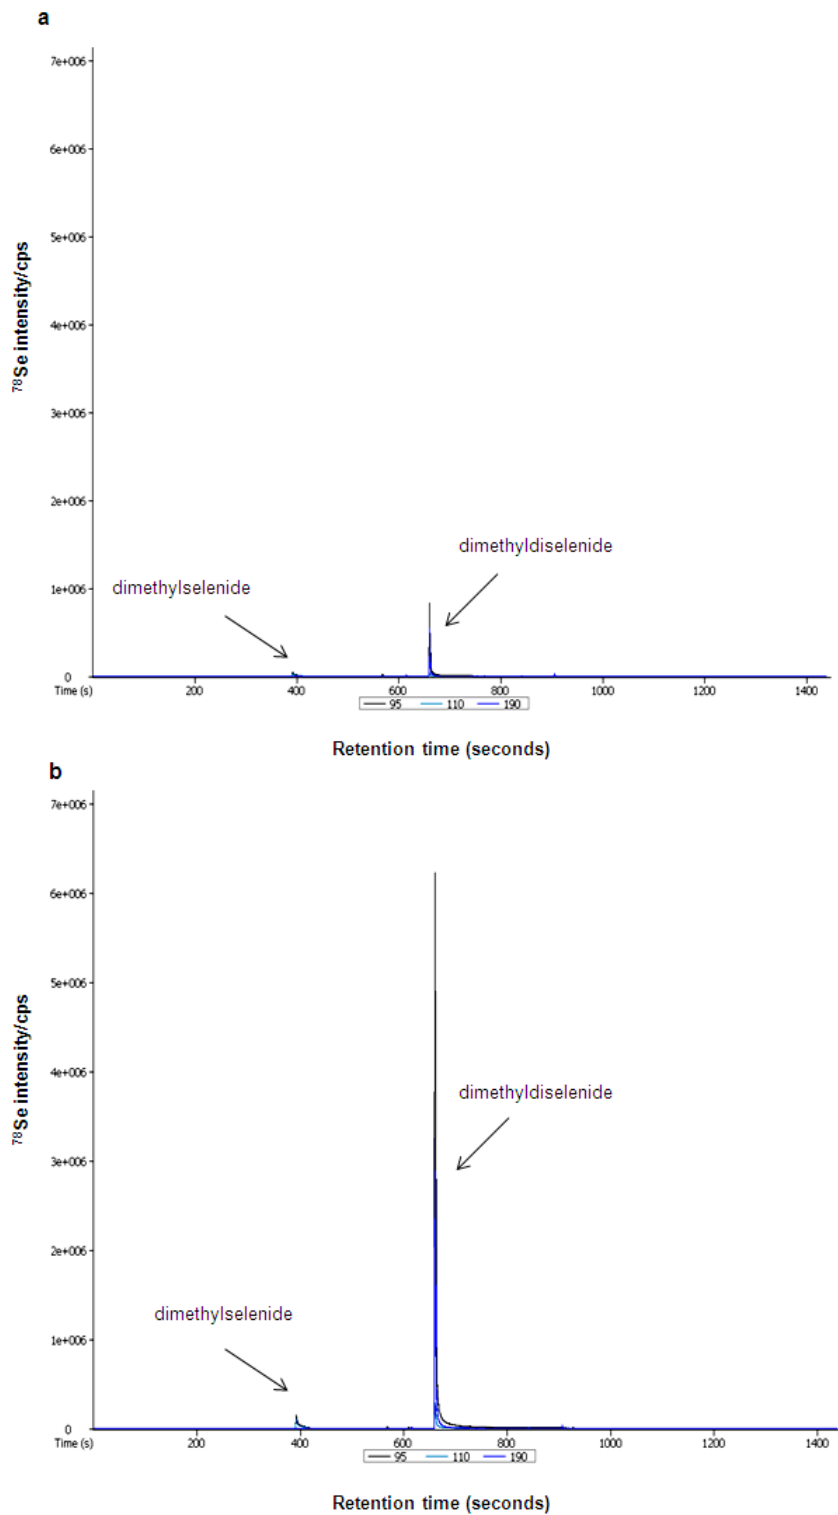 a
7e+006
6e+006
5e+006
4e+006
3e+006
2e+006
1e+006
0
⁷⁸Se intensity/cps
dimethyldiselenide
dimethylselenide
Time (s)
200
400
600
800
1000
1200
1400
95 110 190
Retention time (seconds)
b
7e+006
6e+006
5e+006
4e+006
3e+006
2e+006
1e+006
0
⁷⁸Se intensity/cps
dimethyldiselenide
dimethylselenide
Time (s)
200
400
600
800
1000
1200
1400
95 110 190
Retention time (seconds)